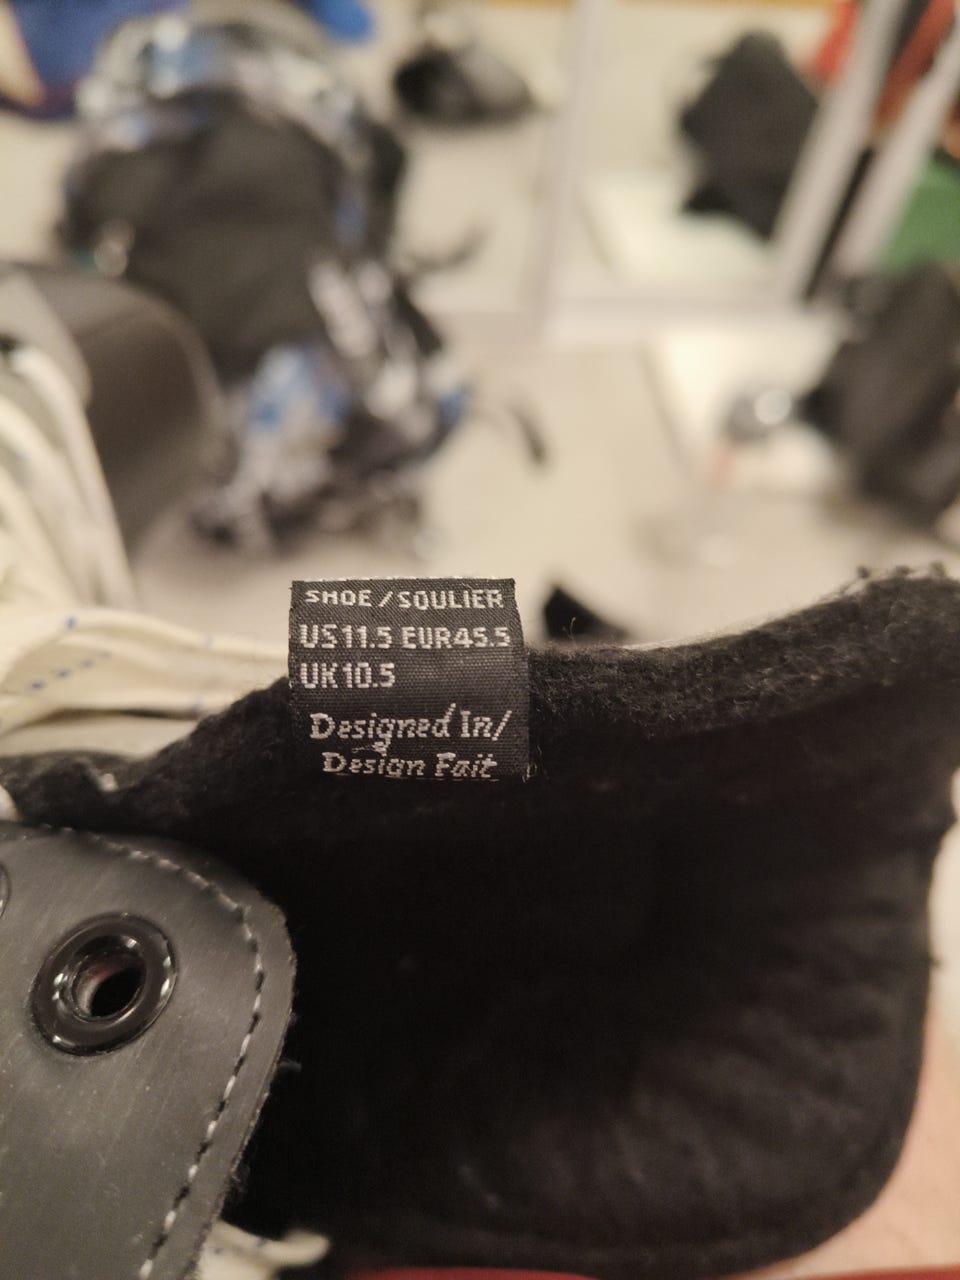 SHOE/SOULIER
US11.5 EUR45.5
UK10.5
Designed In/
Design Fait